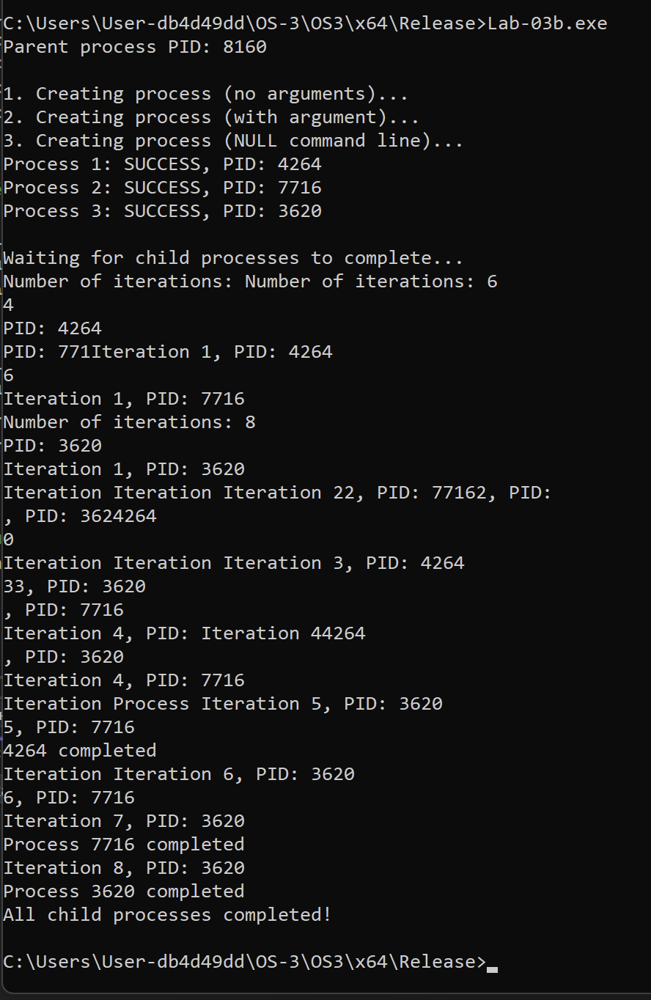 C:\Users\User-db4d49dd\OS-3\OS3\x64\Release>Lab-03b.exe
Parent process PID: 8160
1. Creating process (no arguments)...
2. Creating process (with argument)...
3. Creating process (NULL command line)...
Process 1: SUCCESS, PID: 4264
Process 2: SUCCESS, PID: 7716
Process 3: SUCCESS, PID: 3620
Waiting for child processes to complete...
Number of iterations: Number of iterations: 6
4
PID: 4264
PID: 771Iteration 1, PID: 4264
6
Iteration 1, PID: 7716
Number of iterations: 8
PID: 3620
Iteration 1, PID: 3620
Iteration Iteration Iteration 22, PID: 77162, PID:
, PID: 3624264
0
Iteration Iteration Iteration 3, PID: 4264
33, PID: 3620
, PID: 7716
Iteration 4, PID: Iteration 44264
, PID: 3620
Iteration 4, PID: 7716
Iteration Process Iteration 5, PID: 3620
5, PID: 7716
4264 completed
Iteration Iteration 6, PID: 3620
6, PID: 7716
Iteration 7, PID: 3620
Process 7716 completed
Iteration 8, PID: 3620
Process 3620 completed
All child processes completed!
C:\Users\User-db4d49dd\OS-3\OS3\x64\Release>